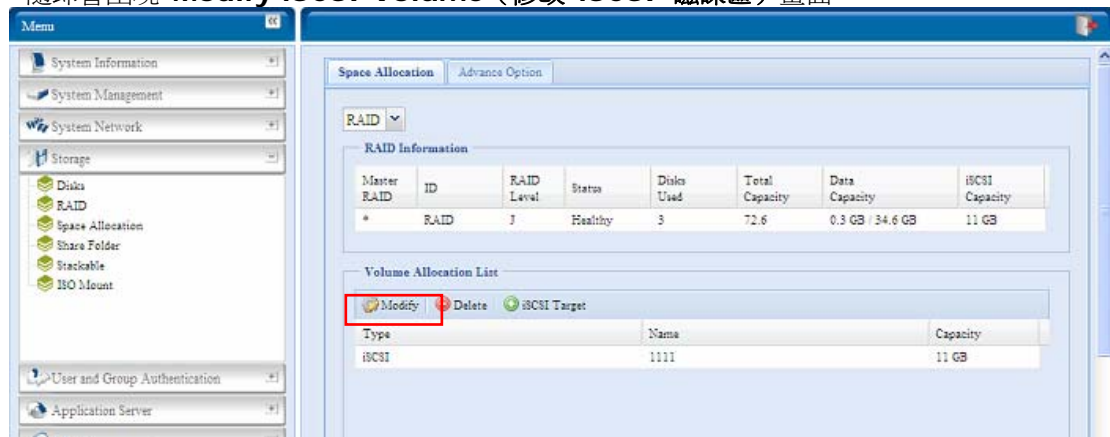 隨即會出現 Modify iSCSI Volume（修改 iSCSI 磁碟區）畫面
Menu
System Information
System Management
System Network
Storage
Disks
RAID
Space Allocation
Share Folder
Stackable
ISO Mount
User and Group Authentication
Application Server
Space Allocation Advance Option
RAID
RAID Information
Master RAID ID RAID Level Status Disks Used Total Capacity Data Capacity iSCSI Capacity
* RAID J Healthy 3 72.6 0.3 GB / 34.6 GB 11 GB
Volume Allocation List
Modify Delete iSCSI Target
Type Name Capacity
iSCSI 1111 11 GB